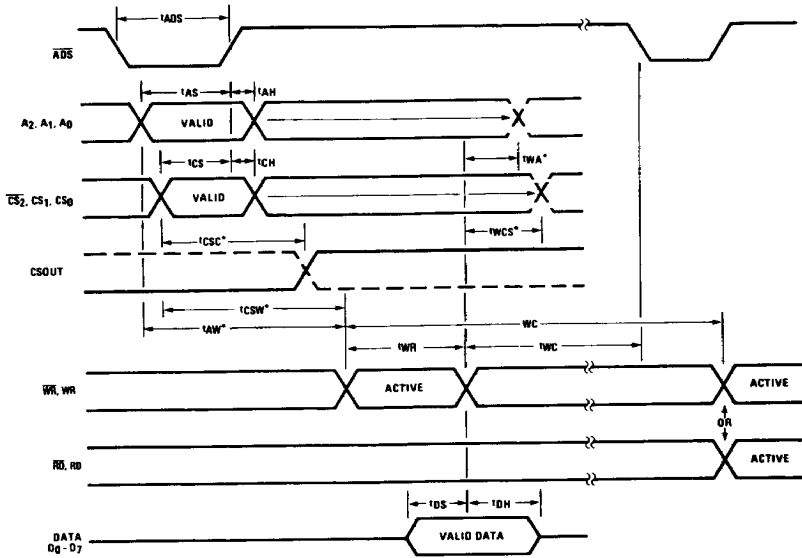 tADS
ADS
tAS tAH
A2, A1, A0 VALID
tWA*
tCS tCH
CS2, CS1, CS0 VALID
tWCS*
tCSC*
CSOUT
tCSW*
tAW* WC
tWR tWC
WR, WR ACTIVE ACTIVE
OR
RD, RD ACTIVE
tDS tDH
DATA
D0 - D7 VALID DATA